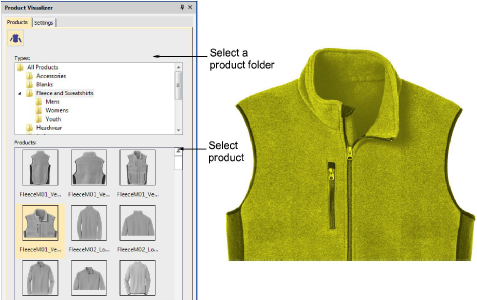 Product Visualizer
Products
Settings
Types:
All Products
Accessories
Blanks
Fleece and Sweatshirts
Mens
Womens
Youth
Headwear
Products:
FleeceM01_Ve...
FleeceM01_Ve...
FleeceM01_Ve...
FleeceM01_Ve...
FleeceM02_Lo...
FleeceM02_Lo...
Select a
product folder
Select
product